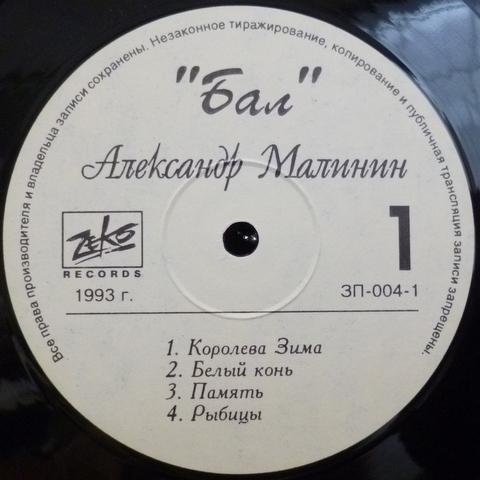 Все права производителя и владельца записи сохранены. Незаконное тиражирование, копирование и публичная трансляция записи запрещены.
"Бал"
Александр Малинин
ZEKO
RECORDS
1993 г.
1
ЗП-004-1
1. Королева Зима
2. Белый конь
3. Память
4. Рыбицы